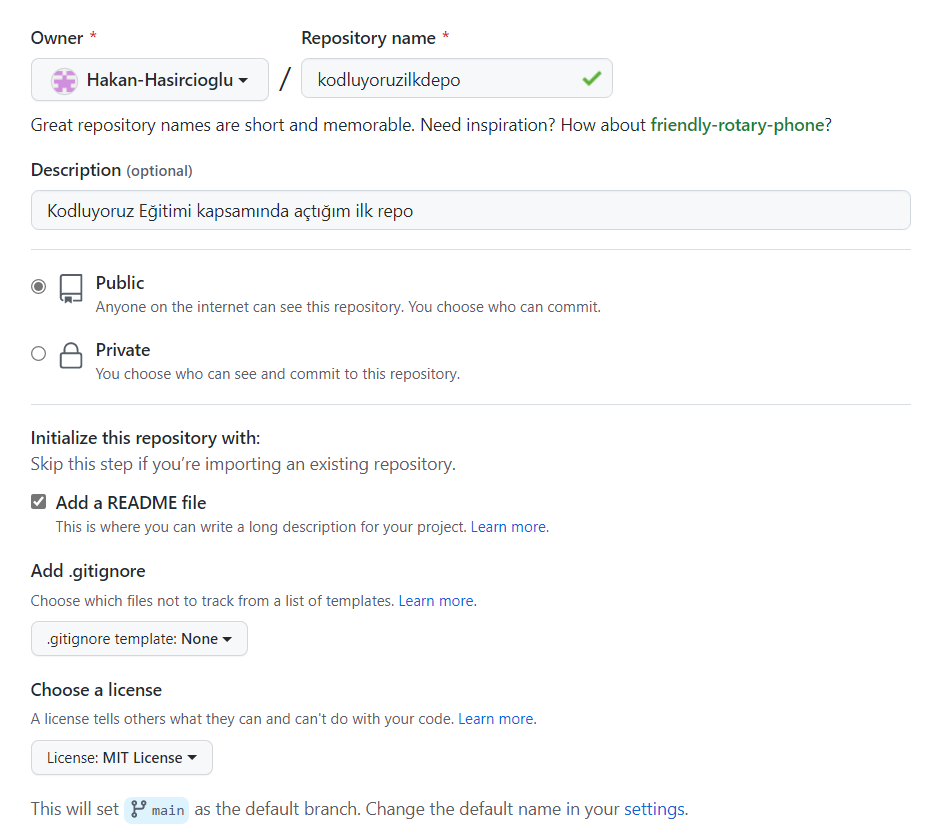 Owner *
Repository name *
Hakan-Hasircioglu / kodluyoruzilkdepo
Great repository names are short and memorable. Need inspiration? How about friendly-rotary-phone?
Description (optional)
Kodluyoruz Eğitimi kapsamında açtığım ilk repo
Public
Anyone on the internet can see this repository. You choose who can commit.
Private
You choose who can see and commit to this repository.
Initialize this repository with:
Skip this step if you’re importing an existing repository.
Add a README file
This is where you can write a long description for your project. Learn more.
Add .gitignore
Choose which files not to track from a list of templates. Learn more.
.gitignore template: None
Choose a license
A license tells others what they can and can't do with your code. Learn more.
License: MIT License
This will set main as the default branch. Change the default name in your settings.